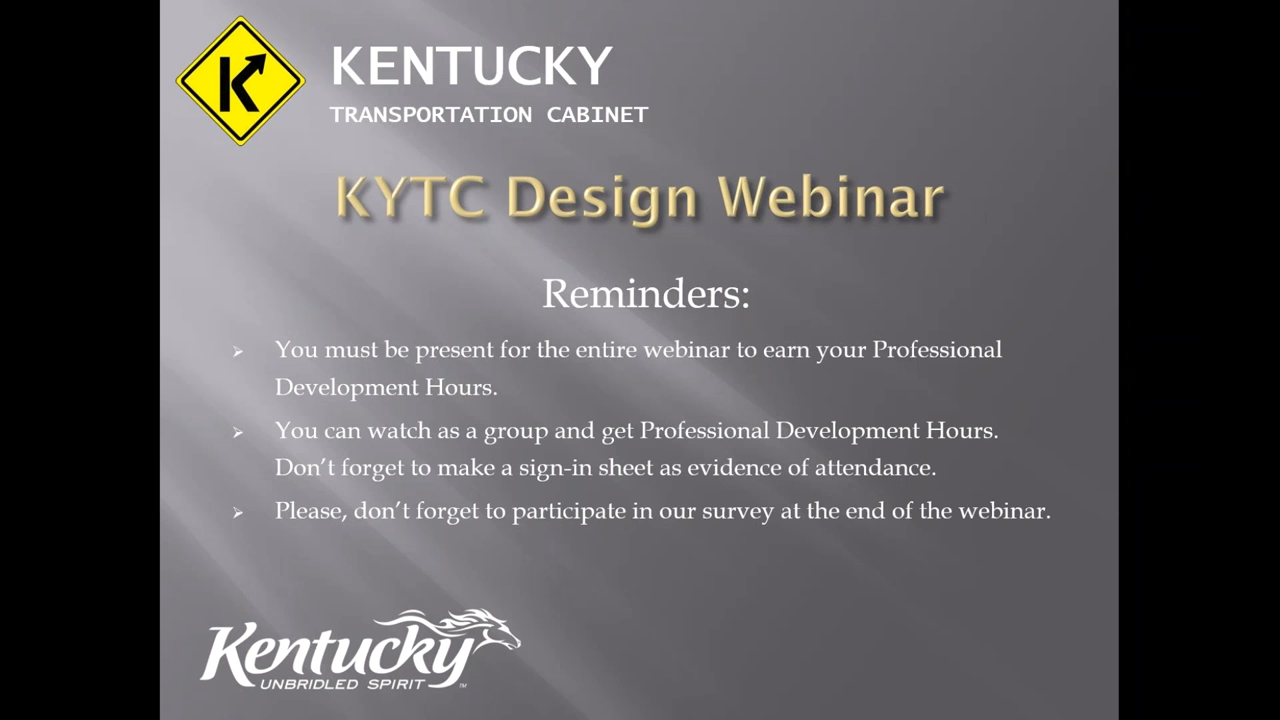 KENTUCKY
TRANSPORTATION CABINET
KYTC Design Webinar
Reminders:
You must be present for the entire webinar to earn your Professional
Development Hours.
You can watch as a group and get Professional Development Hours.
Don’t forget to make a sign-in sheet as evidence of attendance.
Please, don’t forget to participate in our survey at the end of the webinar.
Kentucky
UNBRIDLED SPIRIT™